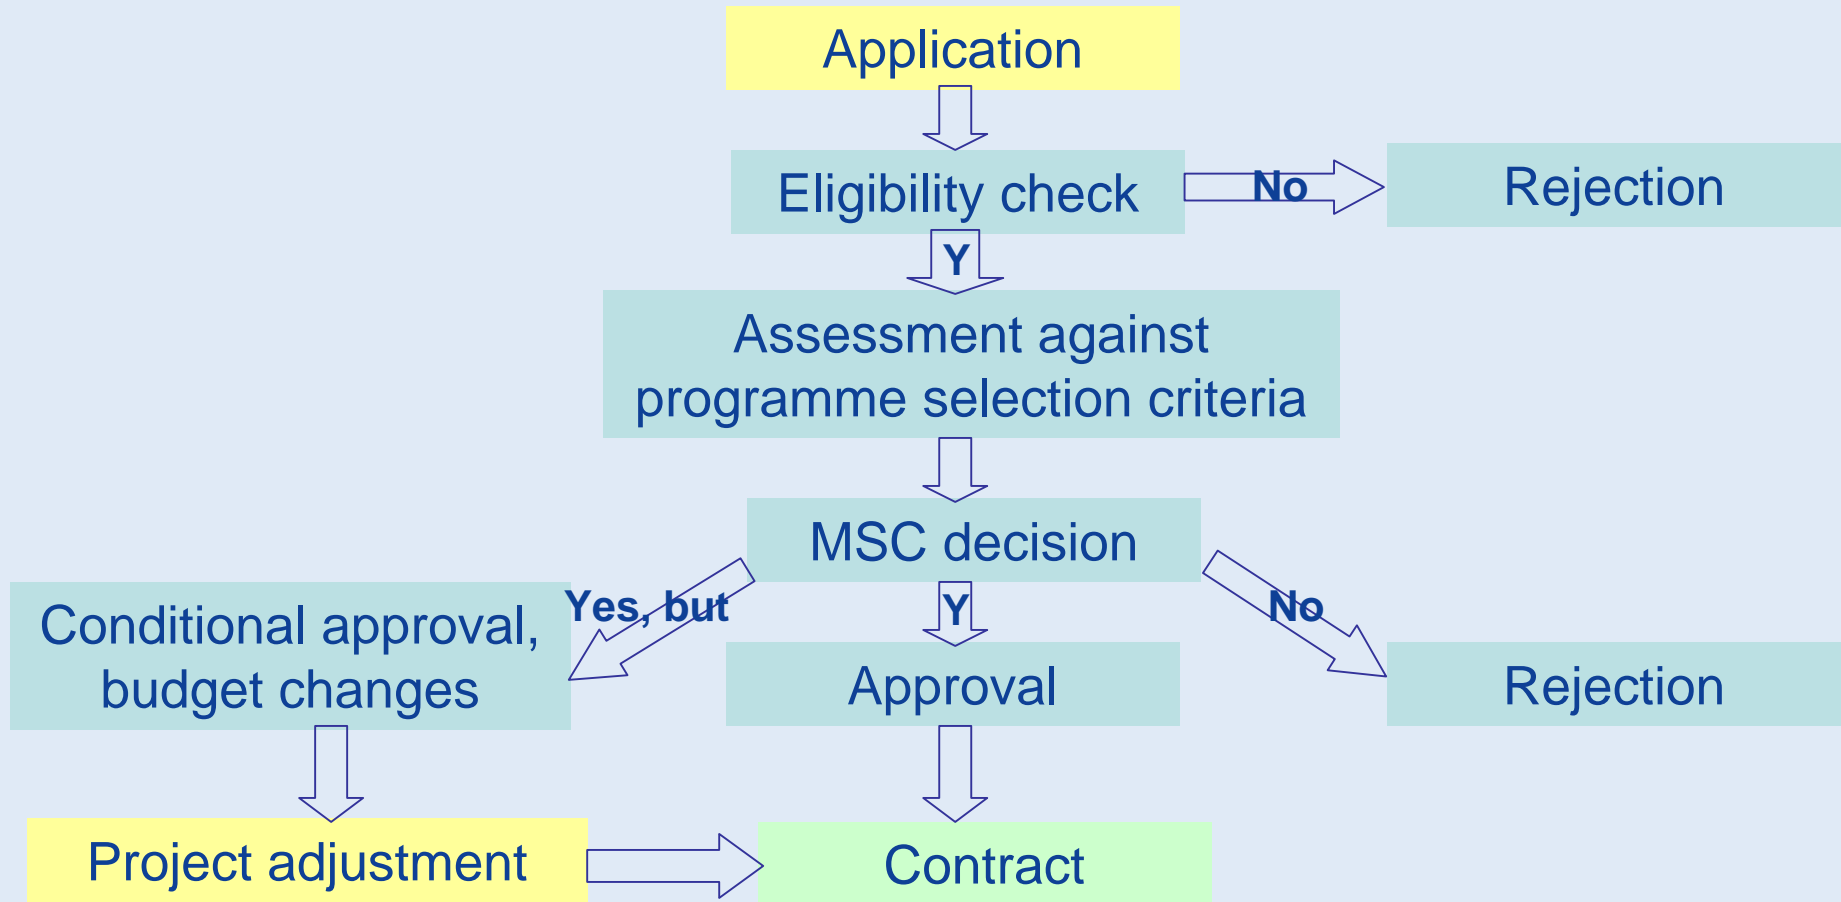 Application
Eligibility check
No
Rejection
Y
Assessment against
programme selection criteria
MSC decision
Yes, but
Y
No
Conditional approval,
budget changes
Approval
Rejection
Project adjustment
Contract